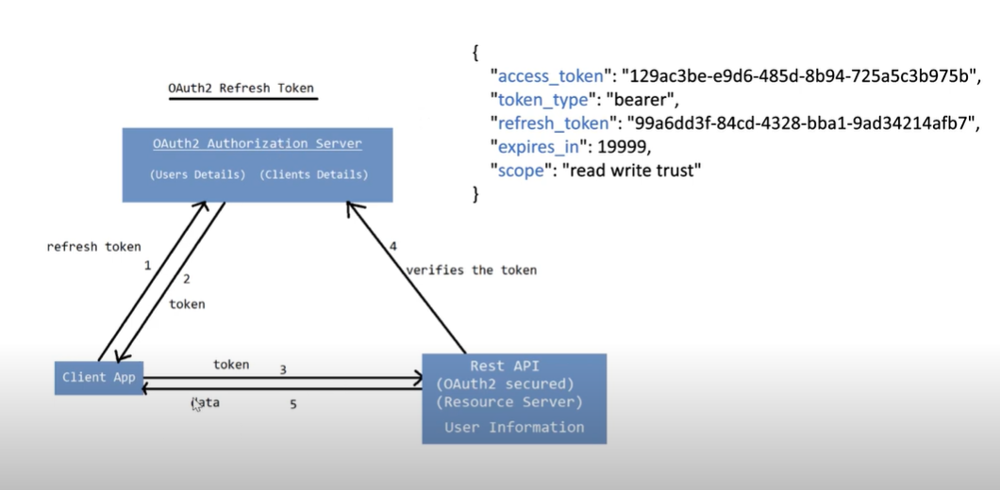 OAuth2 Refresh Token
OAuth2 Authorization Server
(Users Details) (Clients Details)
refresh token
1
2
token
4
verifies the token
Client App
token
3
5
Rest API
(OAuth2 secured)
(Resource Server)
User Information
{
"access_token": "129ac3be-e9d6-485d-8b94-725a5c3b975b",
"token_type": "bearer",
"refresh_token": "99a6dd3f-84cd-4328-bba1-9ad34214afb7",
"expires_in": 19999,
"scope": "read write trust"
}